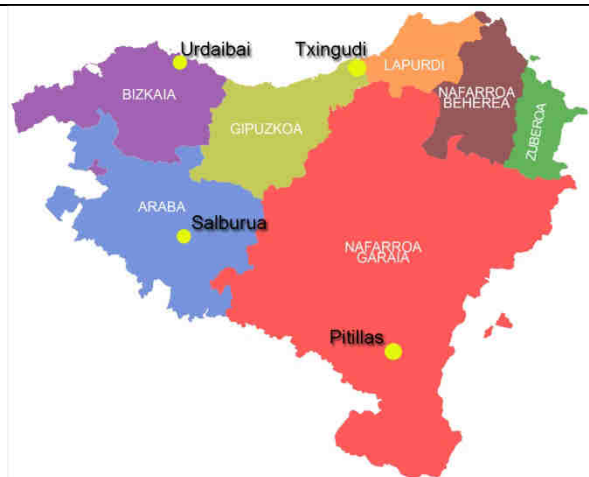 Urdaibai
Txingudi
LAPURDI
BIZKAIA
NAFARROA
BEHEREA
GIPUZKOA
ZUBEROA
ARABA
Salburua
NAFARROA
GARAIA
Pitillas